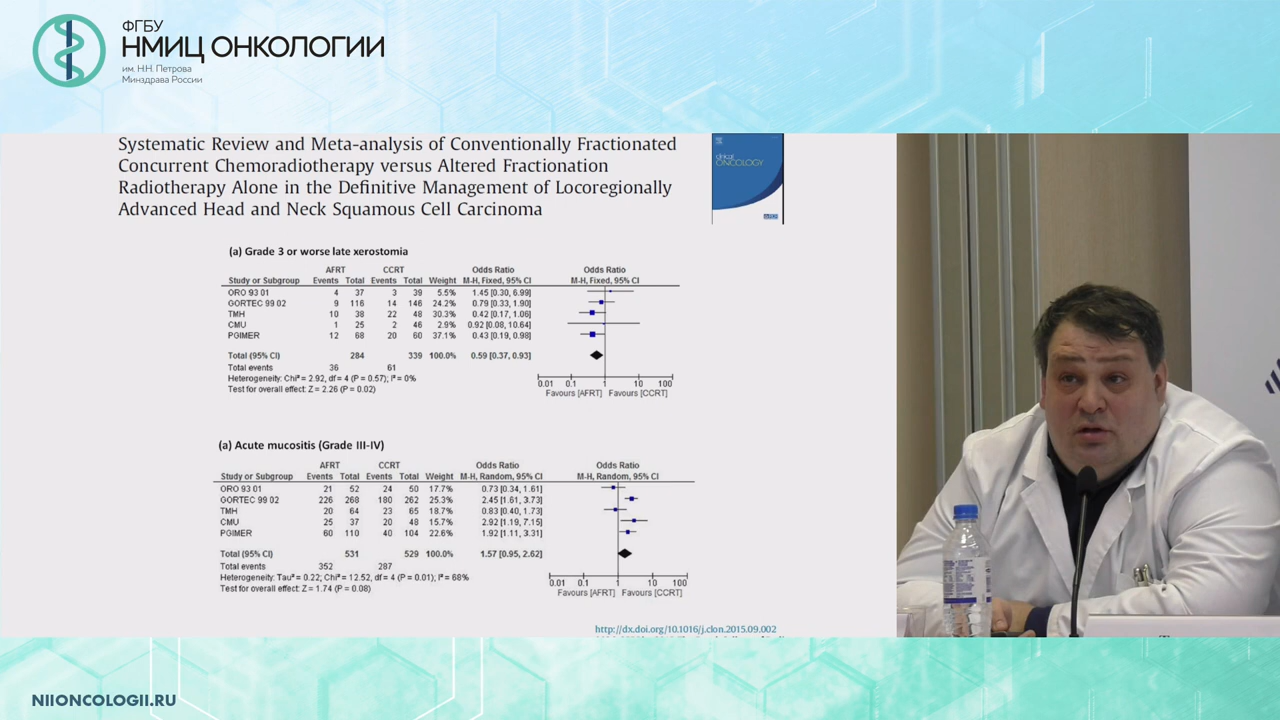 ФГБУ
НМИЦ ОНКОЛОГИИ
им. Н.Н. Петрова
Минздрава России
Systematic Review and Meta-analysis of Conventionally Fractionated
Concurrent Chemoradiotherapy versus Altered Fractionation
Radiotherapy Alone in the Definitive Management of Locoregionally
Advanced Head and Neck Squamous Cell Carcinoma
clinical
ONCOLOGY
(a) Grade 3 or worse late xerostomia
AFRT CCRT Odds Ratio Odds Ratio
Study or Subgroup Events Total Events Total Weight M-H, Fixed, 95% CI M-H, Fixed, 95% CI
ORO 93 01 4 37 3 39 5.5% 1.45 [0.30, 6.99]
GORTEC 99 02 9 116 14 146 24.2% 0.79 [0.33, 1.90]
TMH 10 38 22 48 30.3% 0.42 [0.17, 1.06]
CMU 1 25 2 46 2.9% 0.92 [0.08, 10.64]
PGIMER 12 68 20 60 37.1% 0.43 [0.19, 0.98]
Total (95% CI) 284 339 100.0% 0.59 [0.37, 0.93]
Total events 36 61
Heterogeneity: Chi² = 2.92, df = 4 (P = 0.57); I² = 0%
Test for overall effect: Z = 2.26 (P = 0.02)
0.01 0.1 1 10 100
Favours [AFRT] Favours [CCRT]
(a) Acute mucositis (Grade III-IV)
AFRT CCRT Odds Ratio Odds Ratio
Study or Subgroup Events Total Events Total Weight M-H, Random, 95% CI M-H, Random, 95% CI
ORO 93 01 21 52 24 50 17.7% 0.73 [0.34, 1.61]
GORTEC 99 02 226 268 180 262 25.3% 2.45 [1.61, 3.73]
TMH 20 64 23 65 18.7% 0.83 [0.40, 1.73]
CMU 25 37 20 48 15.7% 2.92 [1.19, 7.15]
PGIMER 60 110 40 104 22.6% 1.92 [1.11, 3.31]
Total (95% CI) 531 529 100.0% 1.57 [0.95, 2.62]
Total events 352 287
Heterogeneity: Tau² = 0.22; Chi² = 12.52, df = 4 (P = 0.01); I² = 68%
Test for overall effect: Z = 1.74 (P = 0.08)
0.01 0.1 1 10 100
Favours [AFRT] Favours [CCRT]
http://dx.doi.org/10.1016/j.clon.2015.09.002
NIIONCOLOGII.RU